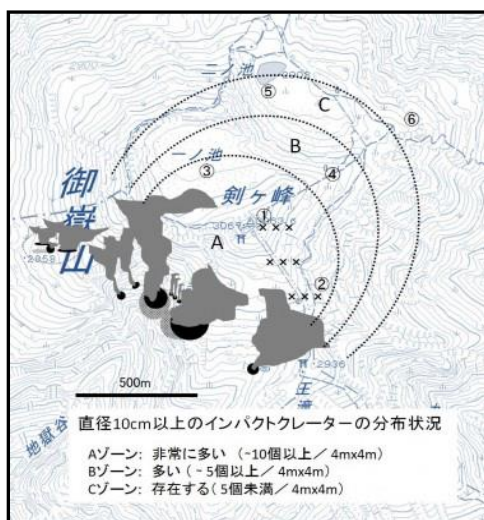 二ノ池
⑤
C
⑥
B
一ノ池
③
④
御嶽山
剣ヶ峰
①
×××
A
×××
②
×××
2936
500m
王滝
地獄谷
直径10cm以上のインパクトクレーターの分布状況
Aゾーン: 非常に多い (~10個以上/ 4mx4m)
Bゾーン: 多い (~ 5個以上/ 4mx4m)
Cゾーン: 存在する( 5個未満/ 4mx4m)